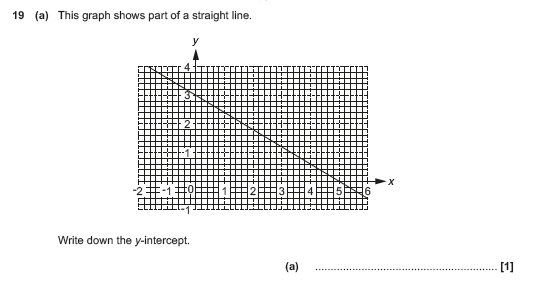 19 (a) This graph shows part of a straight line.
y
4
3
2
1
-2 -1 0 1 2 3 4 5 6 x
-1
Write down the y-intercept.
(a) .............................................................. [1]